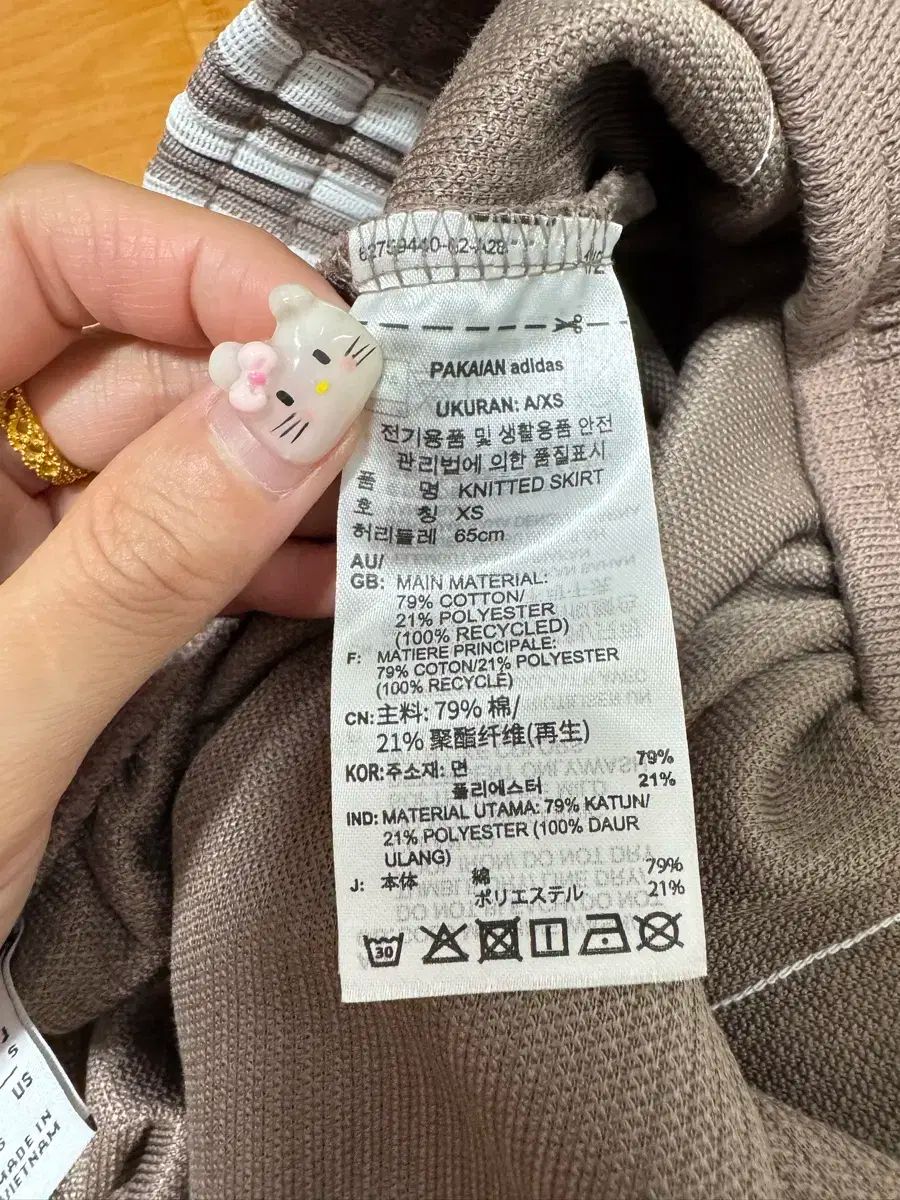 PAKAIAN adidas
UKURAN: A/XS
전기용품 및 생활용품 안전
관리법에 의한 품질표시
품 명 KNITTED SKIRT
호 칭 XS
허리둘레 65cm
AU/
GB: MAIN MATERIAL:
79% COTTON/
21% POLYESTER
(100% RECYCLED)
F: MATIERE PRINCIPALE:
79% COTON/21% POLYESTER
(100% RECYCLÉ)
CN:主料: 79% 棉/
21% 聚酯纤维(再生)
KOR:주소재: 면 79%
폴리에스터 21%
IND: MATERIAL UTAMA: 79% KATUN/
21% POLYESTER (100% DAUR
ULANG)
J: 本体 綿 79%
ポリエステル 21%
30
US
MADE IN
VIETNAM